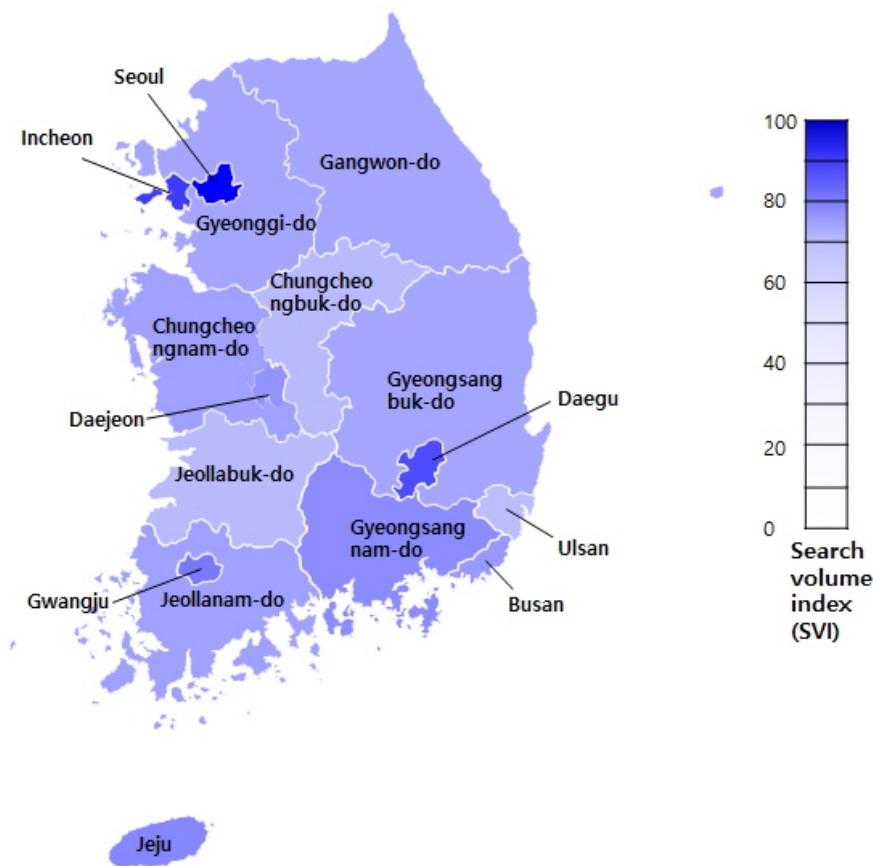 Seoul
Incheon
Gangwon-do
Gyeonggi-do
Chungcheo
ngbuk-do
Chungcheo
ngnam-do
Gyeongsang
buk-do
Daegu
Daejeon
Jeollabuk-do
Gyeongsang
nam-do
Ulsan
Busan
Gwangju
Jeollanam-do
Jeju
100
80
60
40
20
0
Search
volume
index
(SVI)